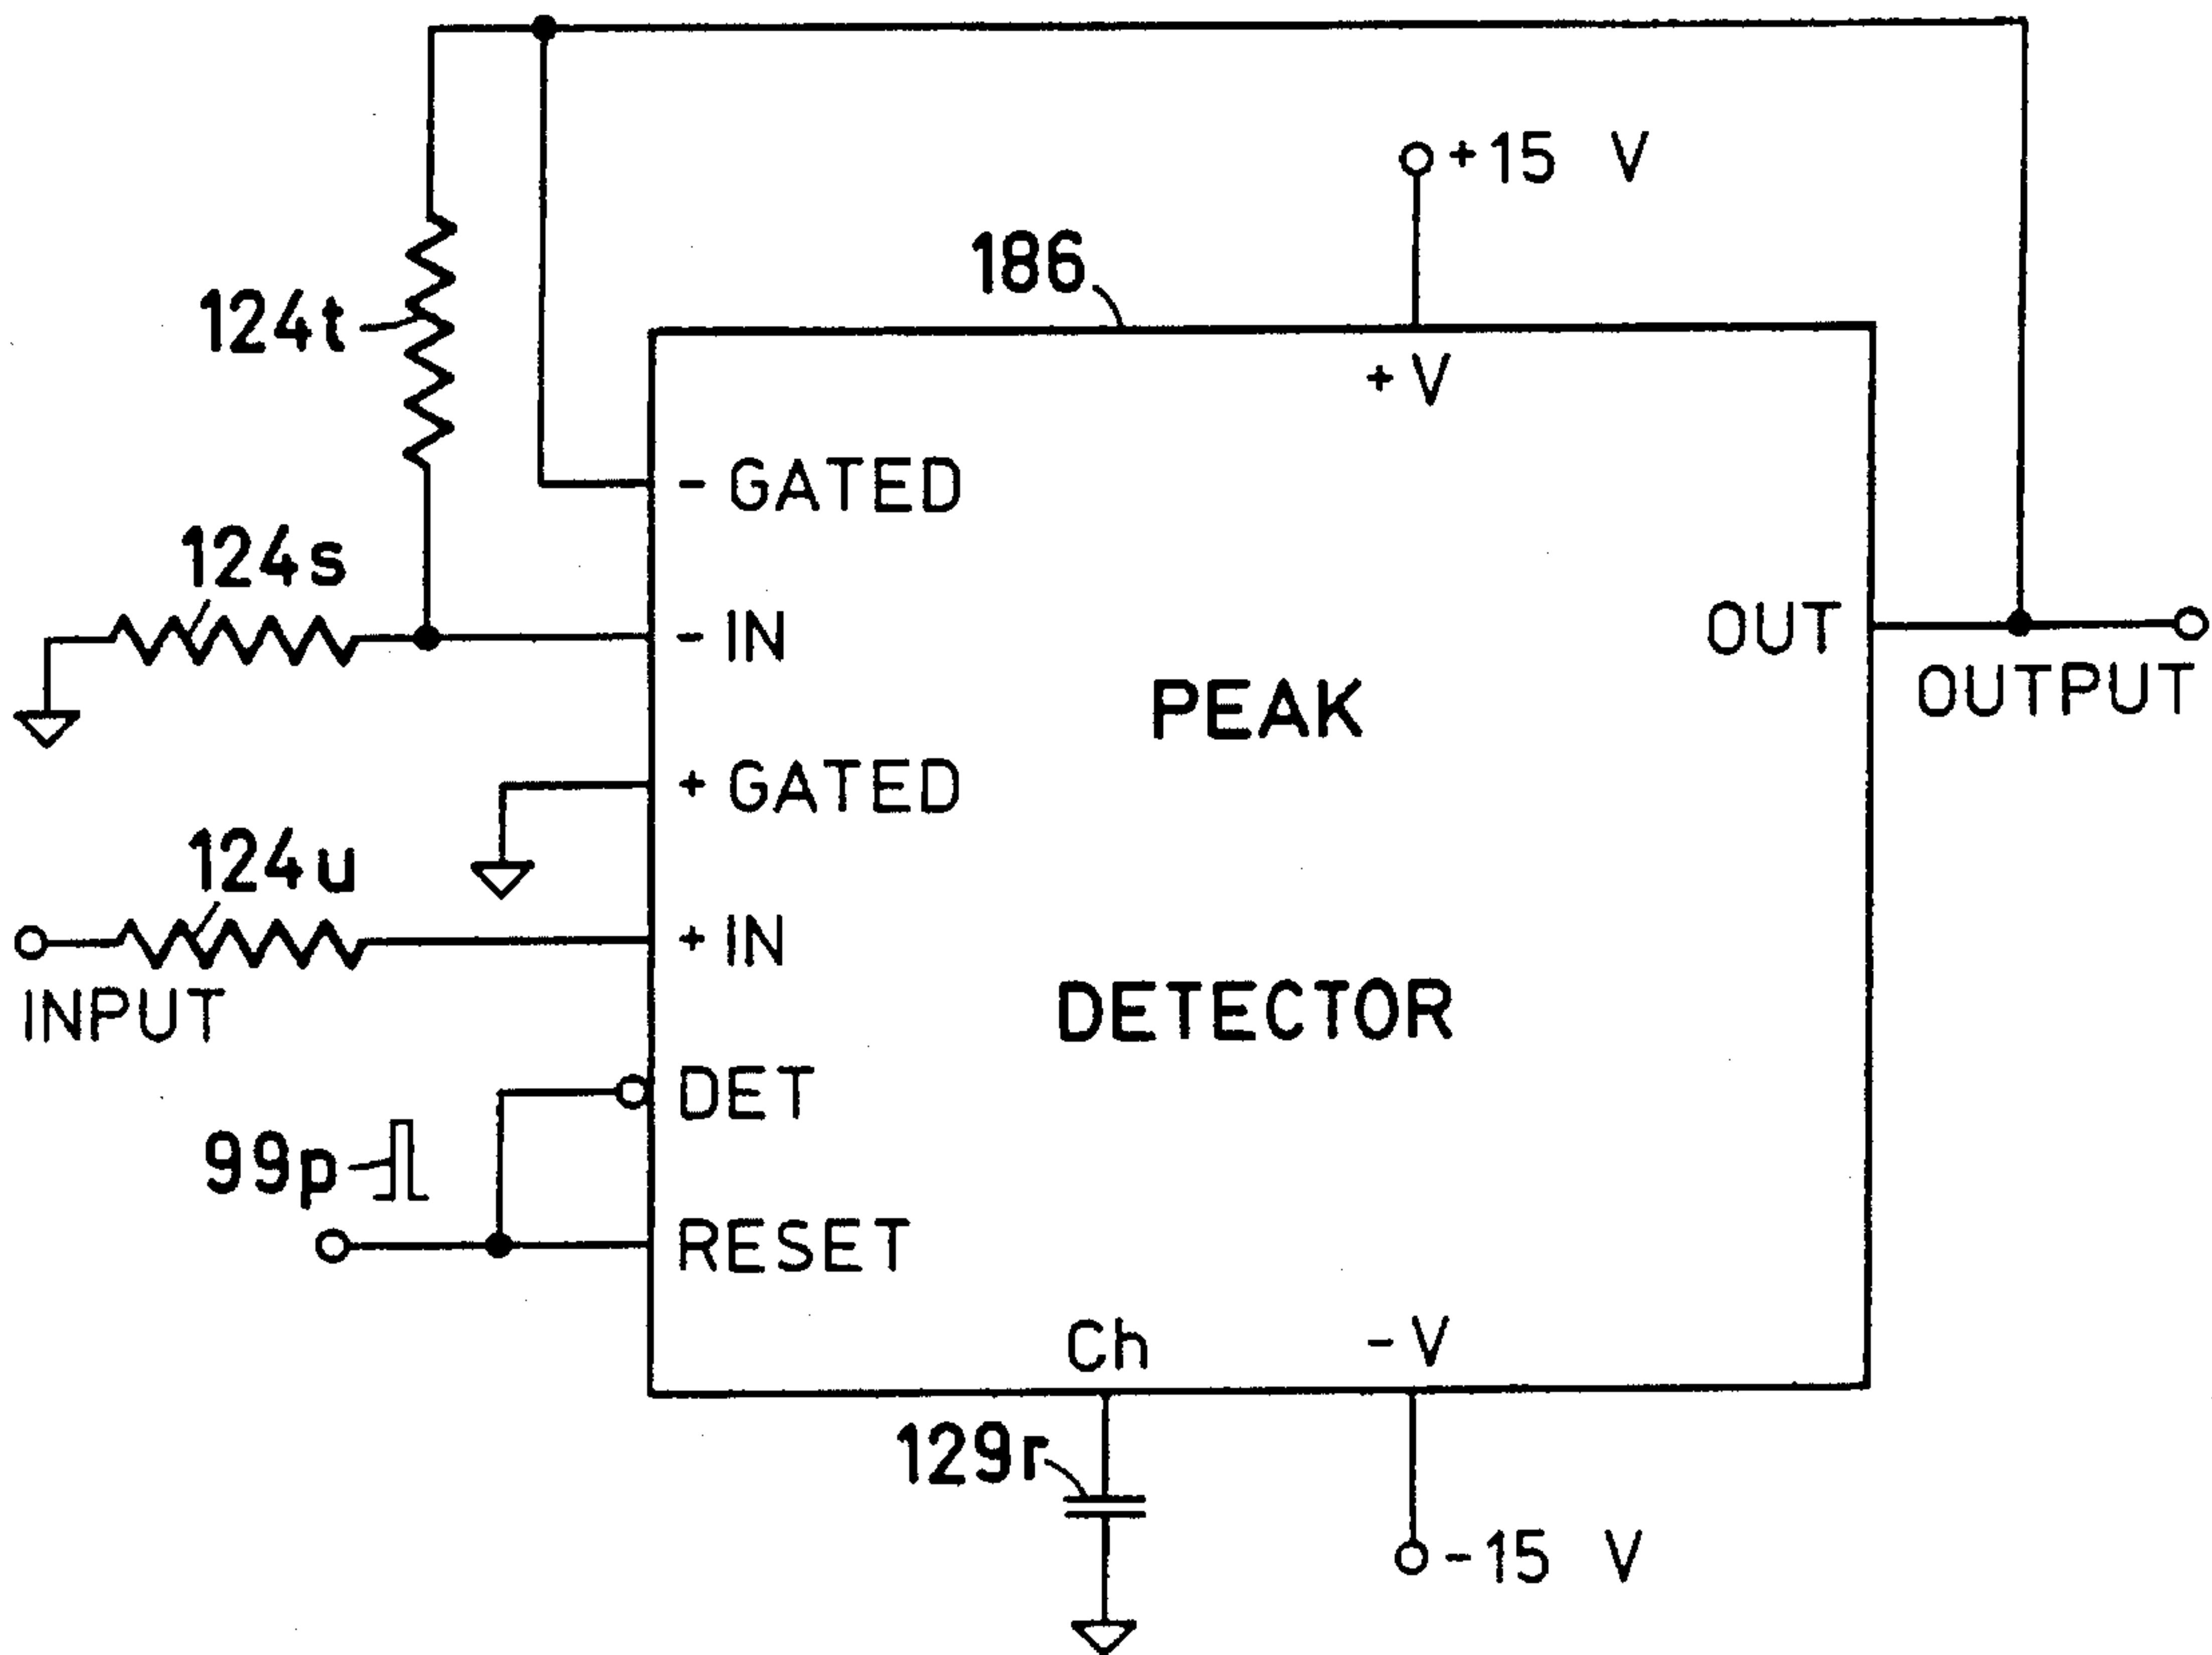 +15 V
186
124t
+ V
- GATED
124s
- IN
OUT
OUTPUT
PEAK
+ GATED
124u
+ IN
INPUT
DETECTOR
DET
99p
RESET
Ch
- V
129r
-15 V